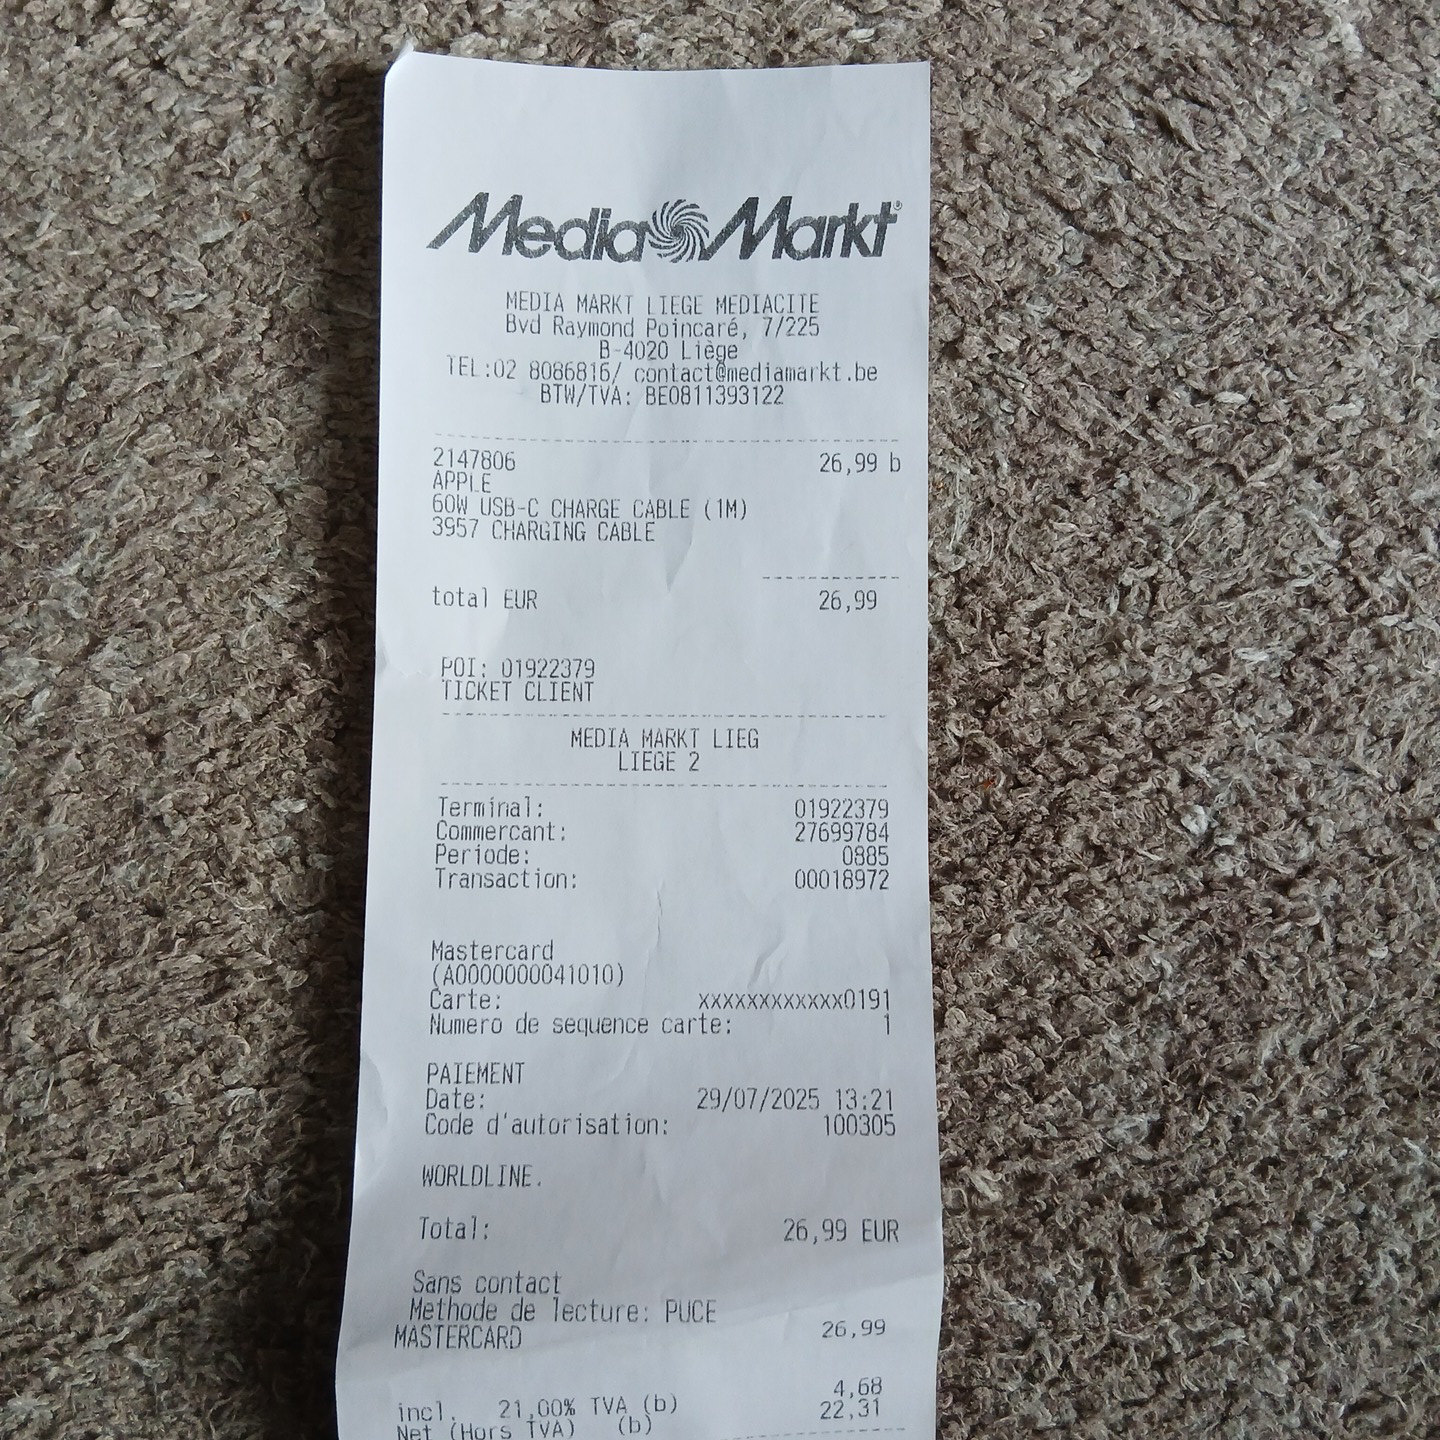 Media Markt®
MEDIA MARKT LIEGE MEDIACITE
Bvd Raymond Poincaré, 7/225
B-4020 Liège
TEL:02 8086816/ contact@mediamarkt.be
BTW/TVA: BE0811393122
2147806 26,99 b
APPLE
60W USB-C CHARGE CABLE (1M)
3957 CHARGING CABLE
total EUR 26,99
POI: 01922379
TICKET CLIENT
MEDIA MARKT LIEG
LIEGE 2
Terminal: 01922379
Commercant: 27699784
Periode: 0885
Transaction: 00018972
Mastercard
(A0000000041010)
Carte: xxxxxxxxxxxx0191
Numero de sequence carte: 1
PAIEMENT
Date: 29/07/2025 13:21
Code d'autorisation: 100305
WORLDLINE.
Total: 26,99 EUR
Sans contact
Methode de lecture: PUCE
MASTERCARD 26,99
incl. 21,00% TVA (b) 4,68
Net (Hors TVA) (b) 22,31